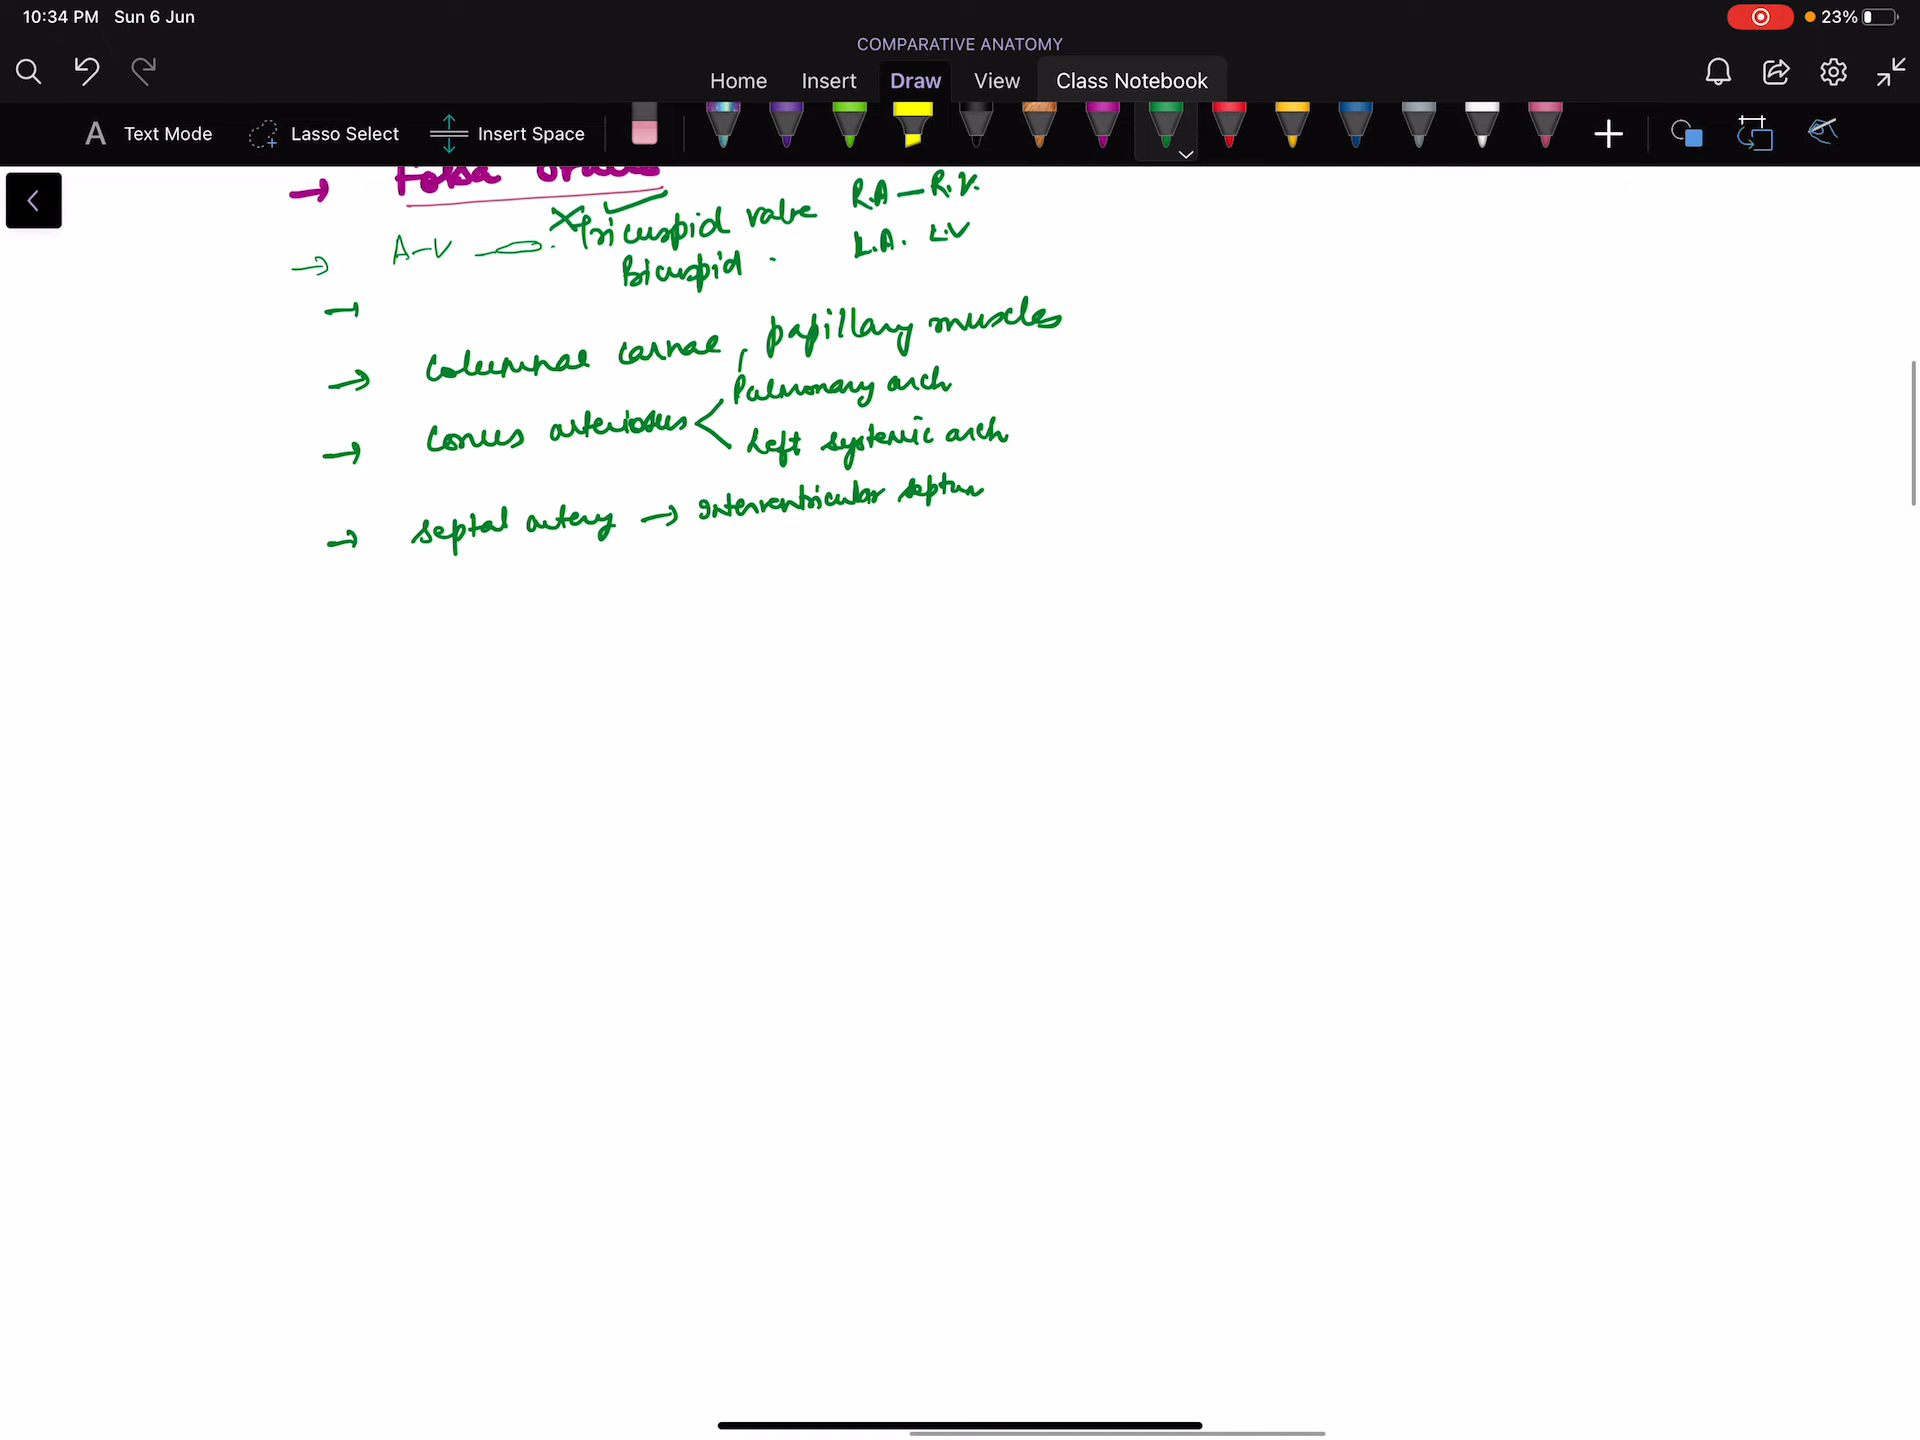 10:34 PM Sun 6 Jun
23%
COMPARATIVE ANATOMY
Home Insert Draw View Class Notebook
A Text Mode Lasso Select Insert Space
→ Fossa ovalis
→ A-V Tricuspid valve R.A - R.V.
Bicuspid . L.A. L.V
→ Columnae carnae, papillary muscles
→ Conus arteriosus < Pulmonary arch
Left systemic arch
→ Septal artery → Interventricular septum